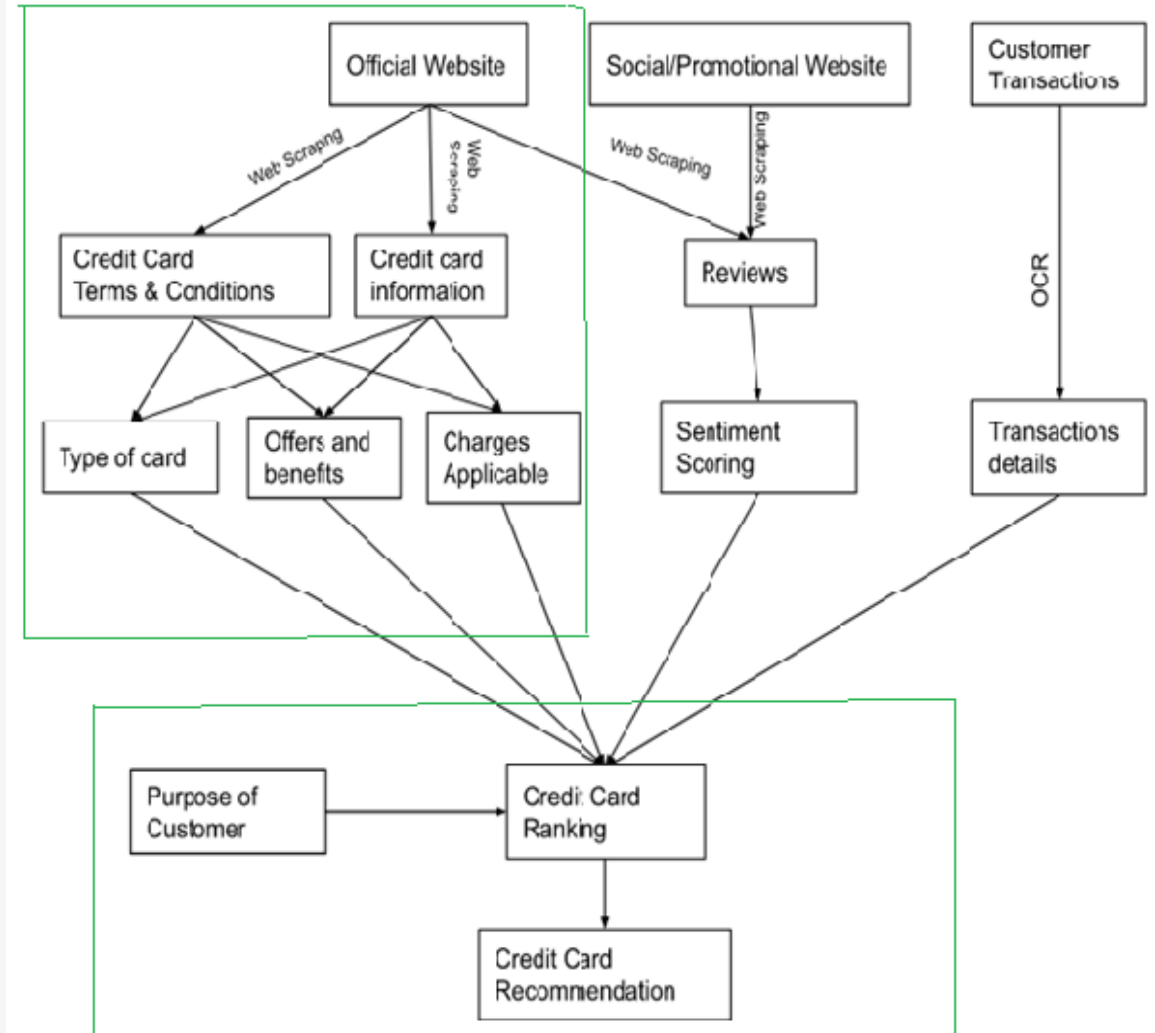 Official Website
Social/Promotional Website
Customer
Transactions
Web Scrapng
Web
Scraping
Web Scraping
Web Scraping
OCR
Credit Card
Terms & Conditions
Credit card
information
Reviews
Type of card
Offers and
benefits
Charges
Applicable
Sentiment
Scoring
Transactions
details
Purpose of
Customer
Credit Card
Ranking
Credit Card
Recommendation